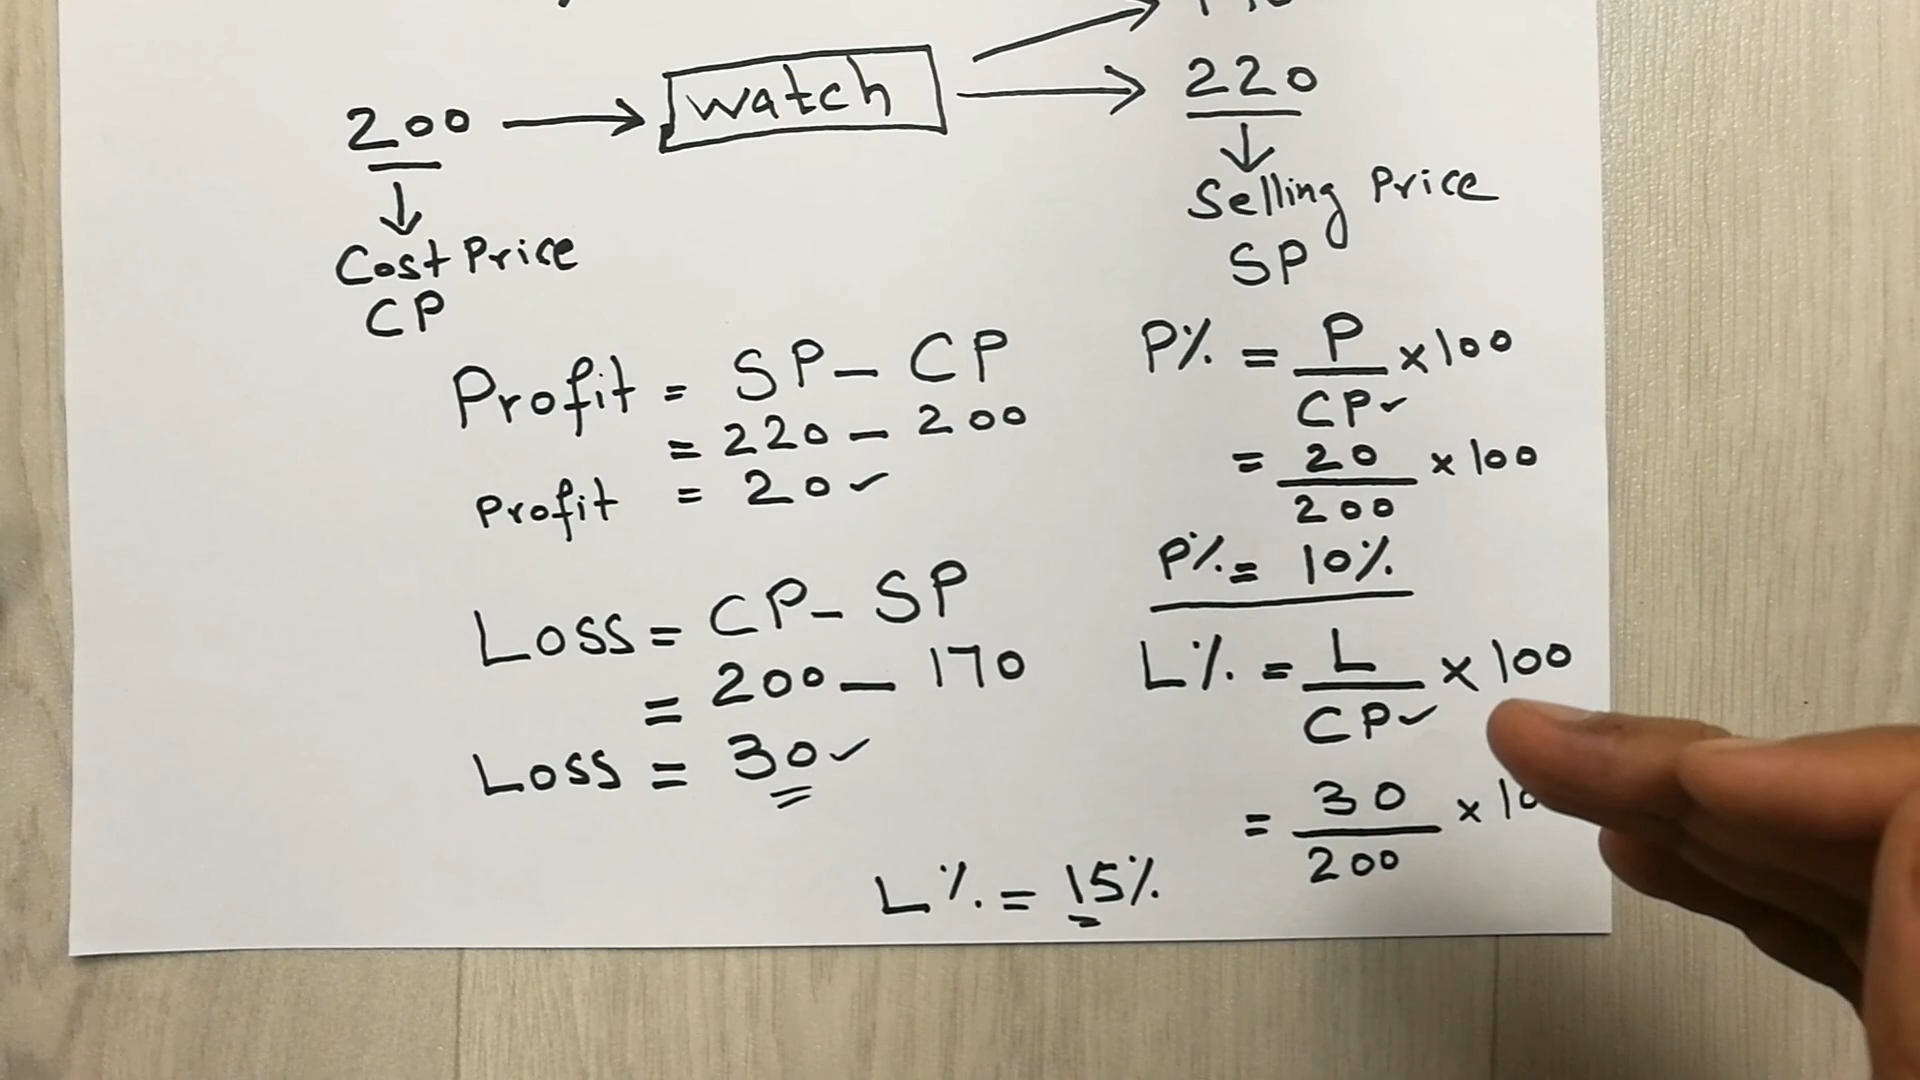 200 → watch → 220
Cost Price
CP
Selling Price
SP
Profit = SP - CP
= 220 - 200
Profit = 20 ✓
Loss = CP - SP
= 200 - 170
Loss = 30 ✓
P% = P/CP ✓ × 100
= 20/200 × 100
P% = 10%
L% = L/CP ✓ × 100
= 30/200 × 10
L% = 15%